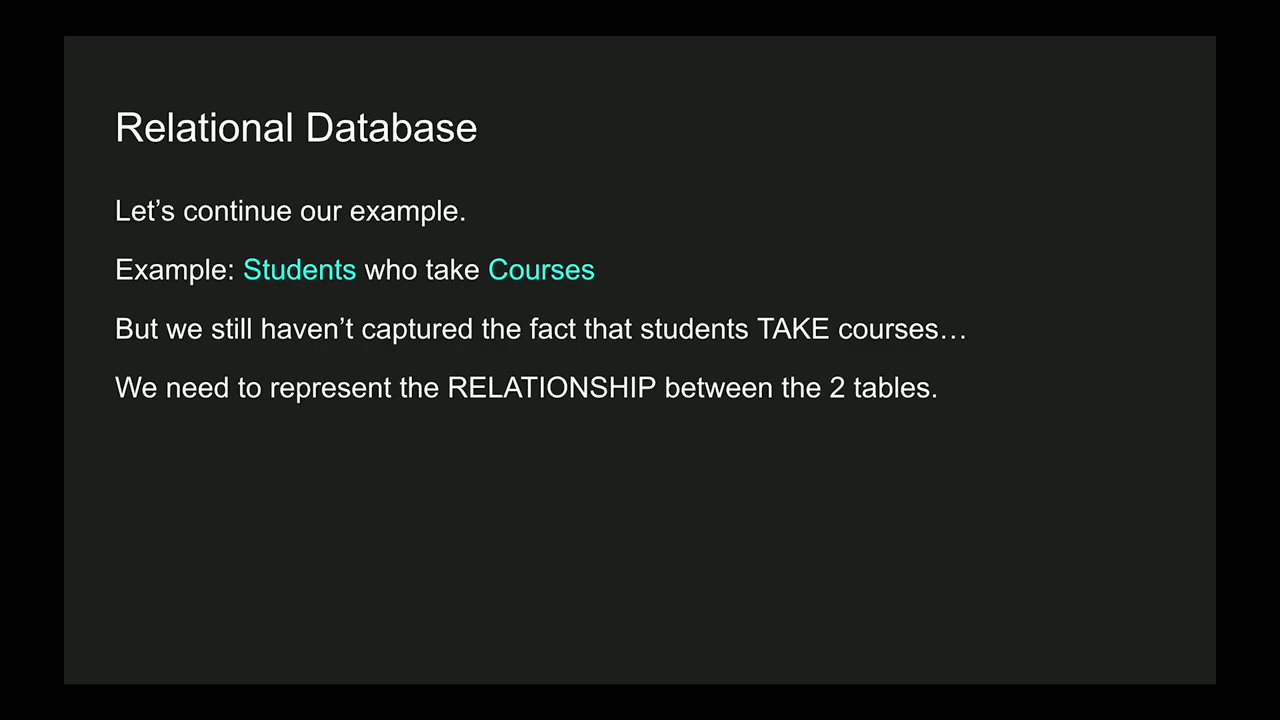 Relational Database
Let’s continue our example.
Example: Students who take Courses
But we still haven’t captured the fact that students TAKE courses…
We need to represent the RELATIONSHIP between the 2 tables.